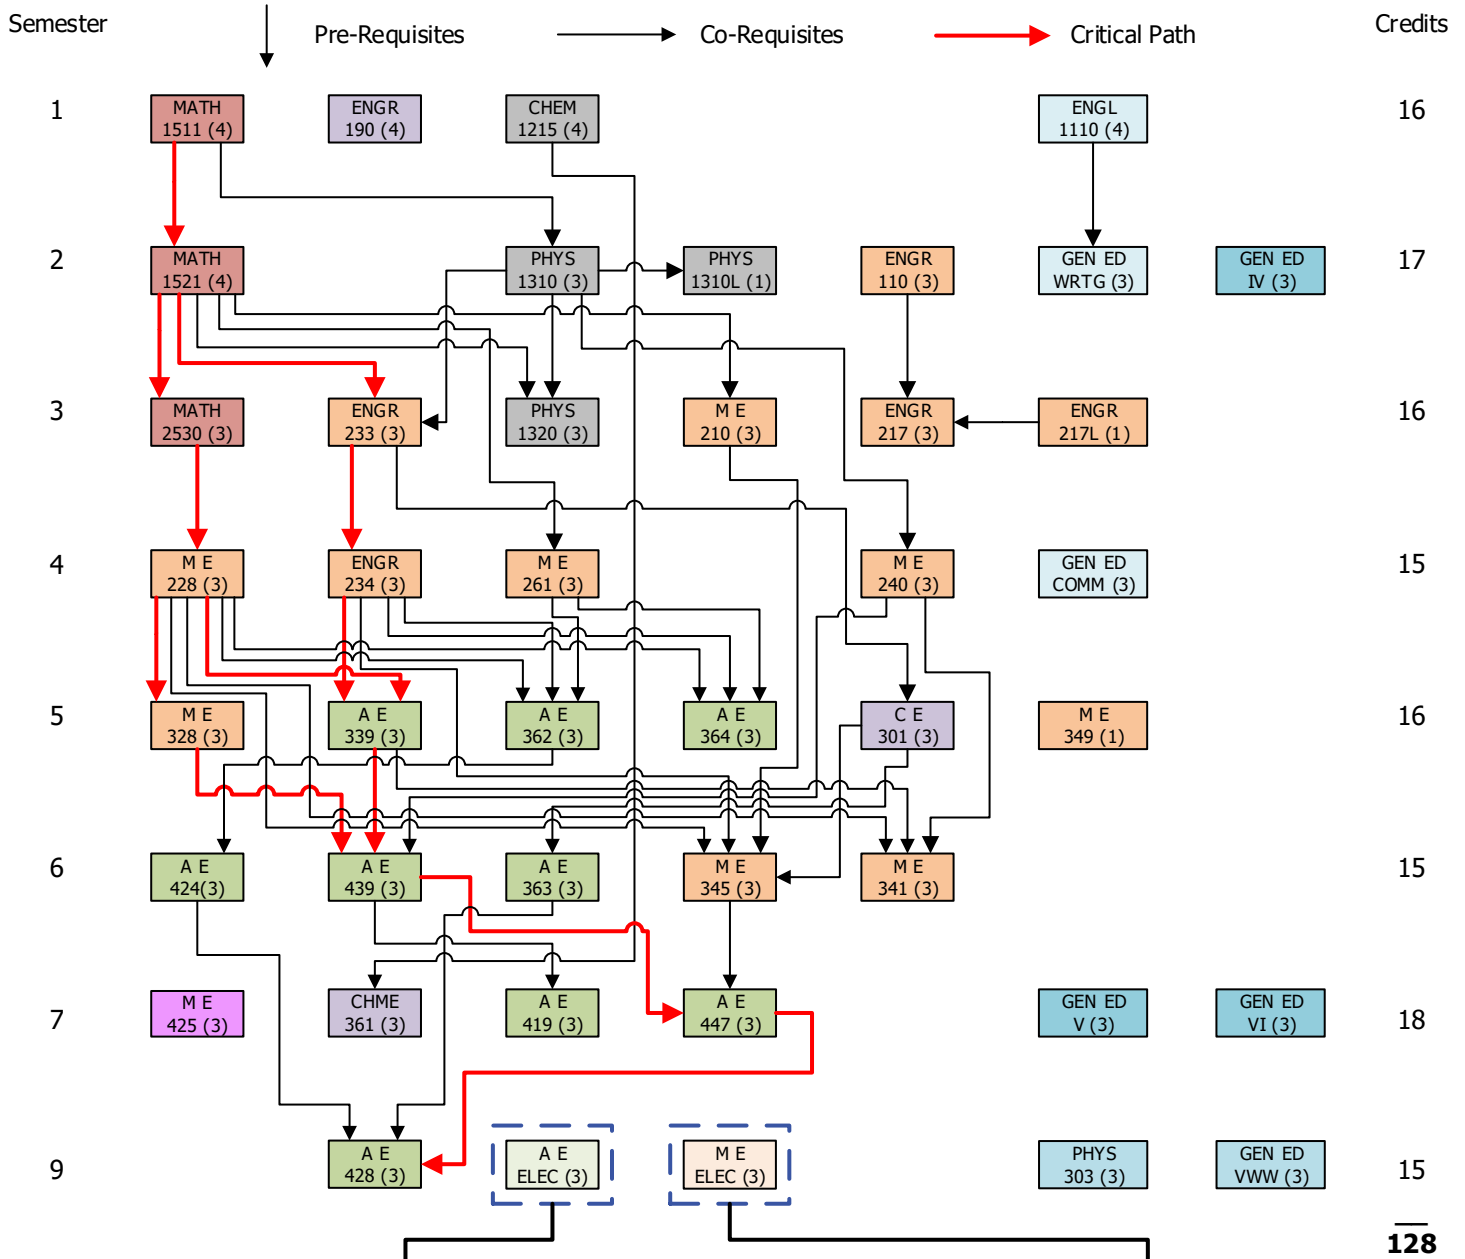 Semester
Pre-Requisites
Co-Requisites
Critical Path
Credits
1
MATH
1511 (4)
ENGR
190 (4)
CHEM
1215 (4)
ENGL
1110 (4)
16
2
MATH
1521 (4)
PHYS
1310 (3)
PHYS
1310L (1)
ENGR
110 (3)
GEN ED
WRTG (3)
GEN ED
IV (3)
17
3
MATH
2530 (3)
ENGR
233 (3)
PHYS
1320 (3)
M E
210 (3)
ENGR
217 (3)
ENGR
217L (1)
16
4
M E
228 (3)
ENGR
234 (3)
M E
261 (3)
M E
240 (3)
GEN ED
COMM (3)
15
5
M E
328 (3)
A E
339 (3)
A E
362 (3)
A E
364 (3)
C E
301 (3)
M E
349 (1)
16
6
A E
424(3)
A E
439 (3)
A E
363 (3)
M E
345 (3)
M E
341 (3)
15
7
M E
425 (3)
CHME
361 (3)
A E
419 (3)
A E
447 (3)
GEN ED
V (3)
GEN ED
VI (3)
18
9
A E
428 (3)
A E
ELEC (3)
M E
ELEC (3)
PHYS
303 (3)
GEN ED
VWW (3)
15
128